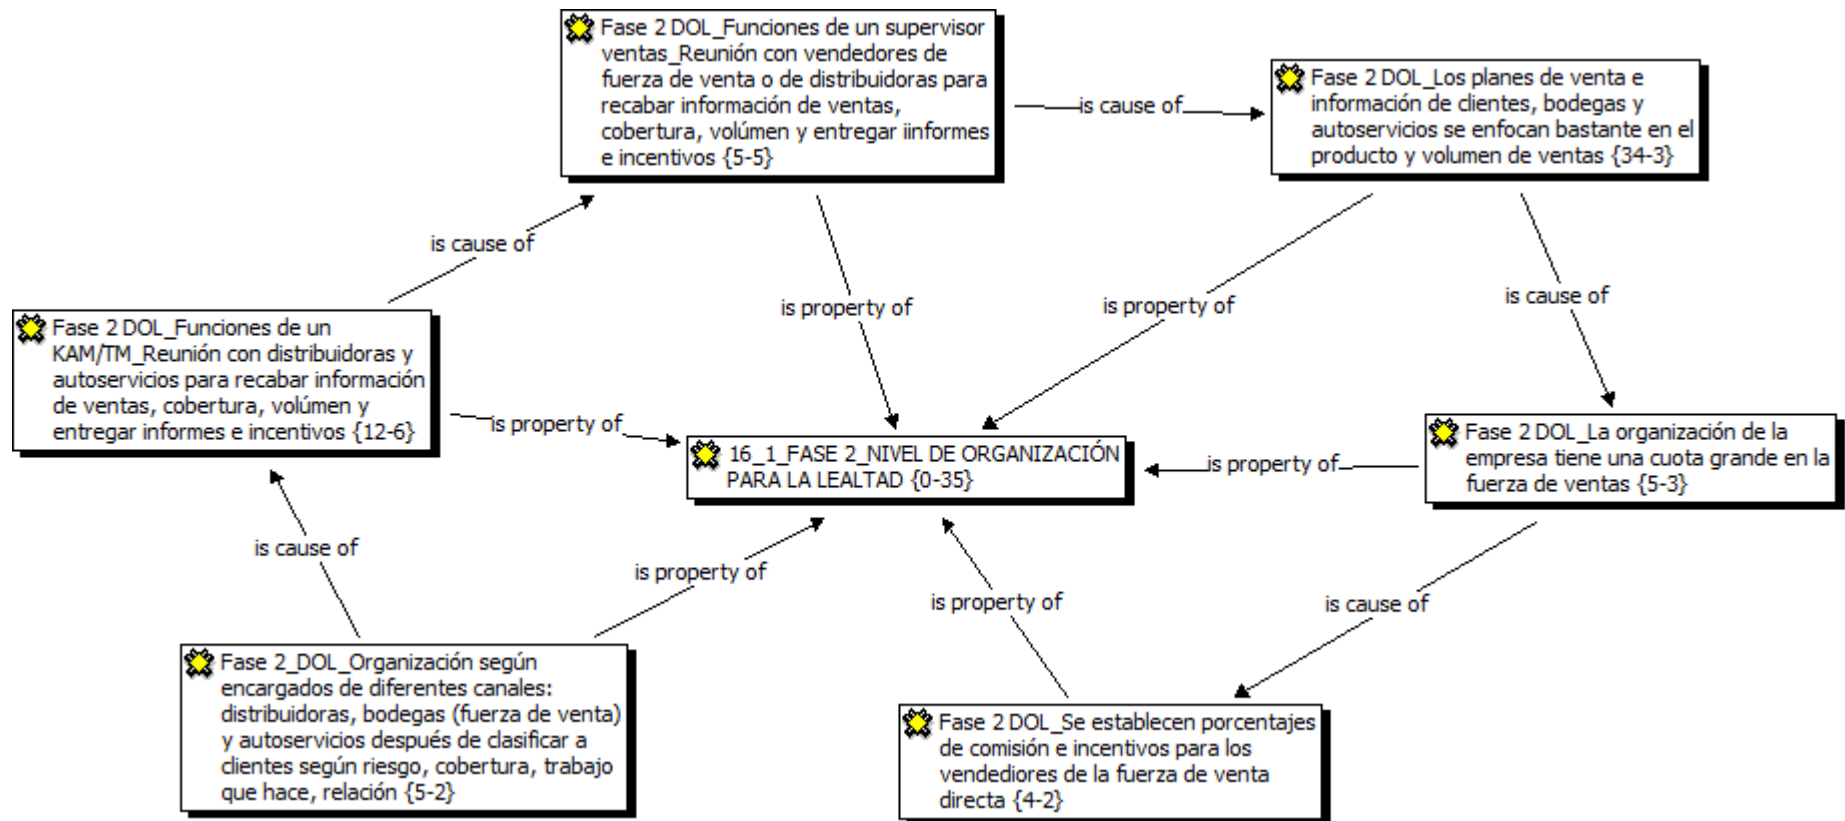 Fase 2 DOL_Funciones de un supervisor
ventas_Reunión con vendedores de
fuerza de venta o de distribuidoras para
recabar información de ventas,
cobertura, volúmen y entregar iinformes
e incentivos {5-5}
is cause of
Fase 2 DOL_Los planes de venta e
información de clientes, bodegas y
autoservicios se enfocan bastante en el
producto y volumen de ventas {34-3}
is cause of
is property of
is property of
is cause of
Fase 2 DOL_Funciones de un
KAM/TM_Reunión con distribuidoras y
autoservicios para recabar información
de ventas, cobertura, volúmen y
entregar informes e incentivos {12-6}
is property of
16_1_FASE 2_NIVEL DE ORGANIZACIÓN
PARA LA LEALTAD {0-35}
is property of
Fase 2 DOL_La organización de la
empresa tiene una cuota grande en la
fuerza de ventas {5-3}
is cause of
is property of
is property of
is cause of
Fase 2_DOL_Organización según
encargados de diferentes canales:
distribuidoras, bodegas (fuerza de venta)
y autoservicios después de clasificar a
clientes según riesgo, cobertura, trabajo
que hace, relación {5-2}
Fase 2 DOL_Se establecen porcentajes
de comisión e incentivos para los
vendediores de la fuerza de venta
directa {4-2}